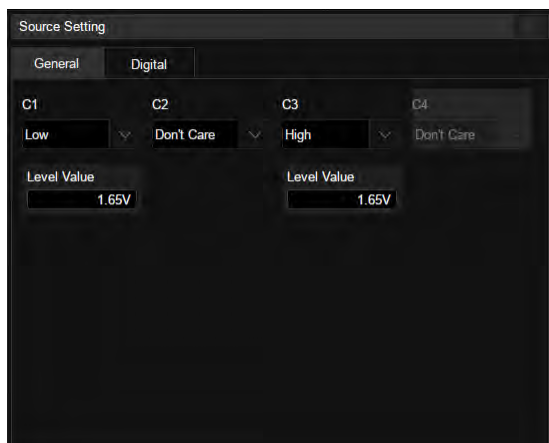 Source Setting
General Digital
C1 C2 C3 C4
Low Don't Care High Don't Care
Level Value Level Value
1.65V 1.65V